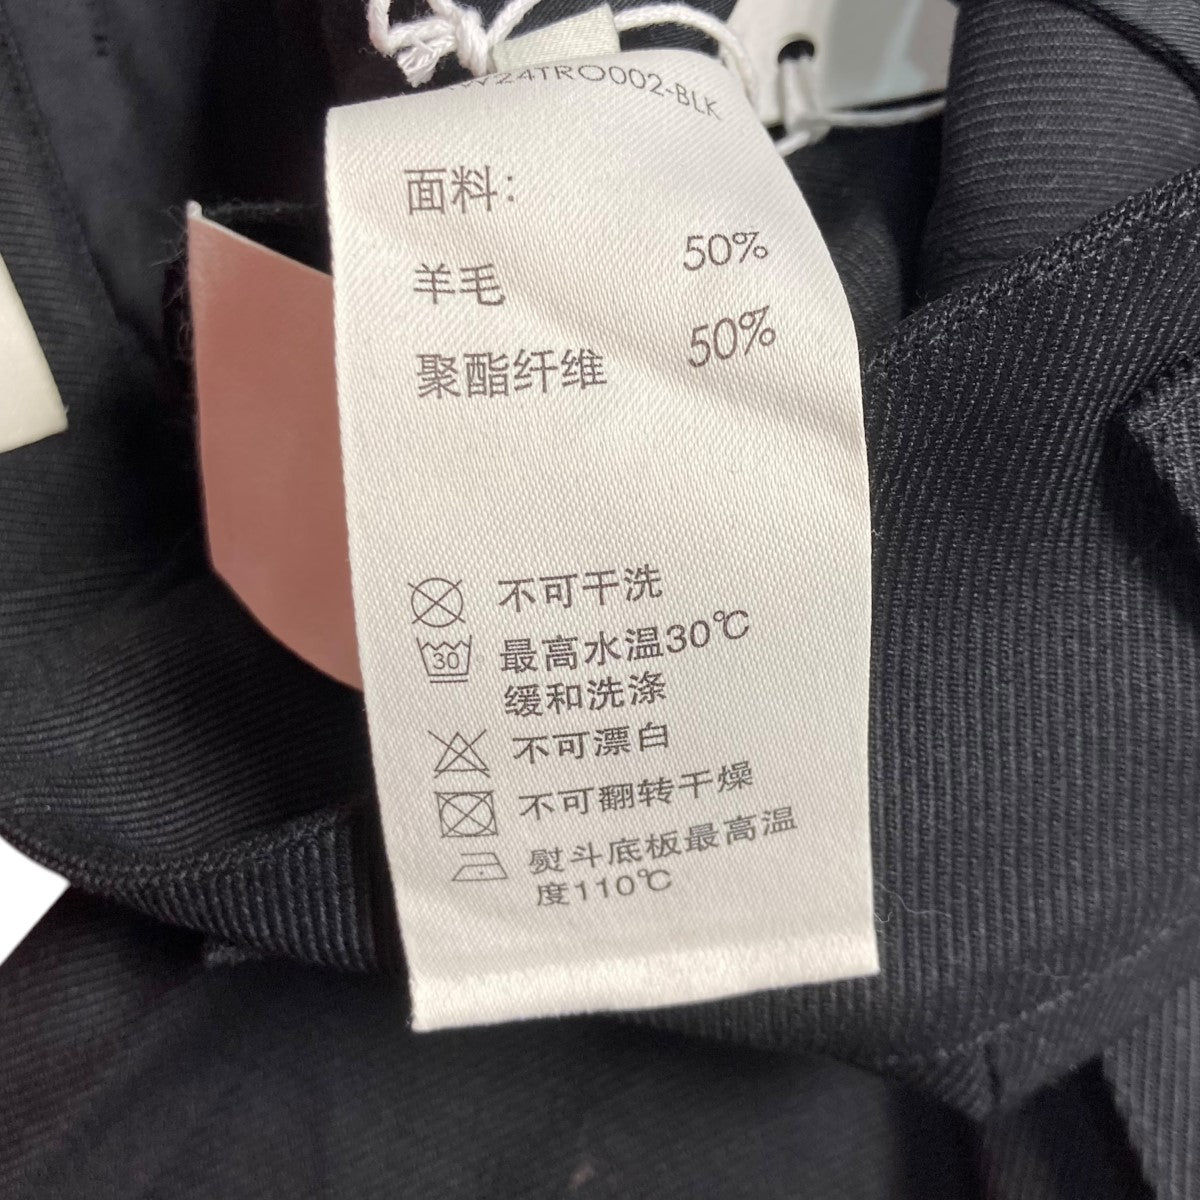 W24TRO002-BLK
面料:
羊毛 50%
聚酯纤维 50%
不可干洗
30 最高水温30℃
缓和洗涤
不可漂白
不可翻转干燥
熨斗底板最高温
度110℃